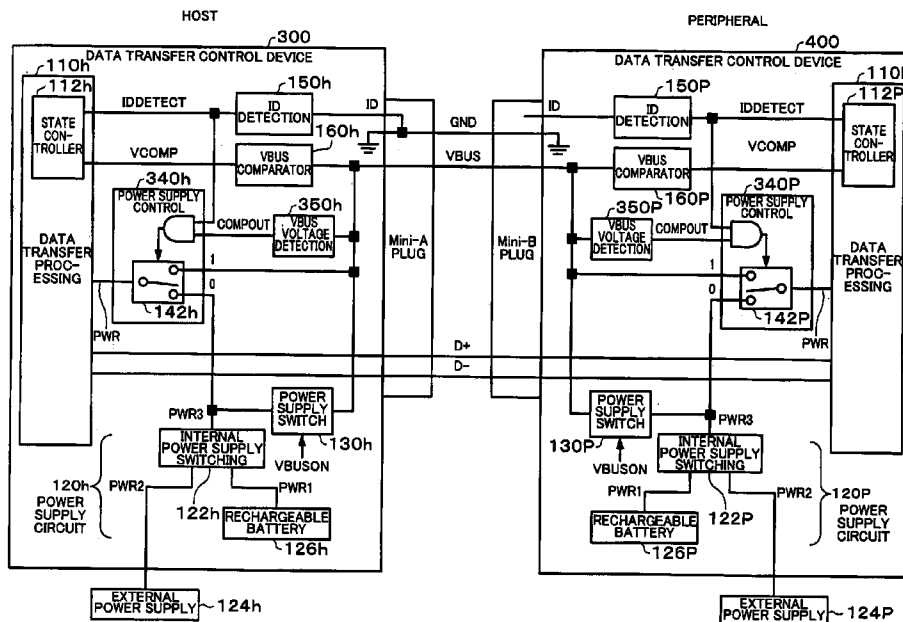 HOST
300
DATA TRANSFER CONTROL DEVICE
110h
112h
STATE CON-TROLLER
IDDETECT
150h
ID DETECTION
ID
GND
160h
VCOMP
VBUS COMPARATOR
VBUS
340h
POWER SUPPLY CONTROL
COMPOUT
350h
VBUS VOLTAGE DETECTION
DATA TRANSFER PROCESSING
1
0
142h
PWR
Mini-A PLUG
D+
D-
PWR3
POWER SUPPLY SWITCH
130h
VBUSON
INTERNAL POWER SUPPLY SWITCHING
122h
120h
POWER SUPPLY CIRCUIT
PWR2
PWR1
RECHARGEABLE BATTERY
126h
EXTERNAL POWER SUPPLY
124h
PERIPHERAL
400
DATA TRANSFER CONTROL DEVICE
112P
STATE CON-TROLLER
ID
150P
ID DETECTION
IDDETECT
VCOMP
VBUS COMPARATOR
160P
340P
POWER SUPPLY CONTROL
350P
VBUS VOLTAGE DETECTION
COMPOUT
Mini-B PLUG
1
0
142P
PWR
DATA TRANSFER PROCESSING
POWER SUPPLY SWITCH
130P
VBUSON
PWR3
INTERNAL POWER SUPPLY SWITCHING
122P
120P
POWER SUPPLY CIRCUIT
PWR1
PWR2
RECHARGEABLE BATTERY
126P
EXTERNAL POWER SUPPLY
124P